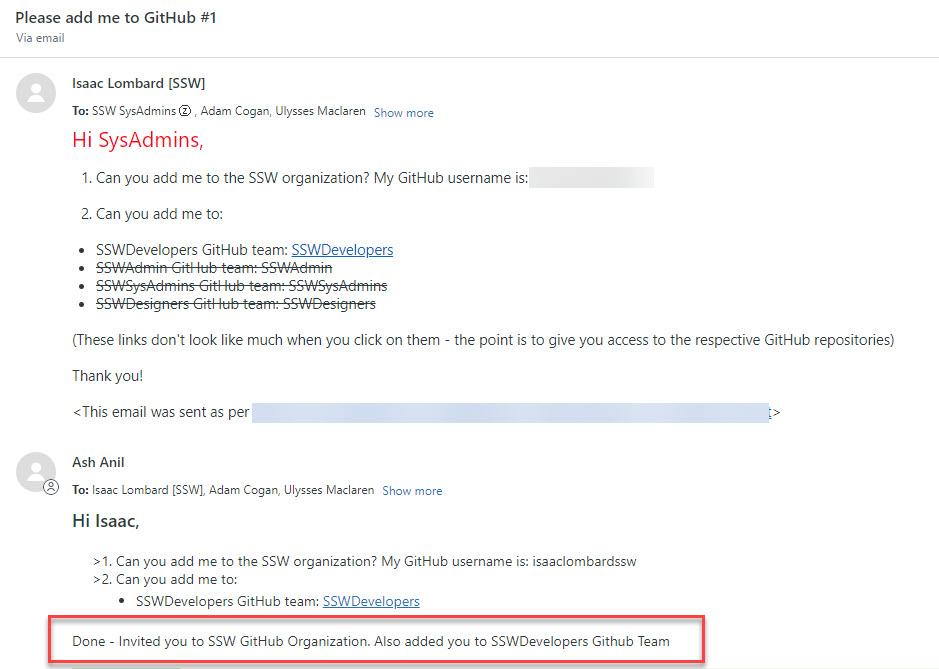 Please add me to GitHub #1
Via email
Isaac Lombard [SSW]
To: SSW SysAdmins Ⓩ , Adam Cogan, Ulysses Maclaren Show more
Hi SysAdmins,
1. Can you add me to the SSW organization? My GitHub username is:
2. Can you add me to:
• SSWDevelopers GitHub team: SSWDevelopers
• SSWAdmin GitHub team: SSWAdmin
• SSWSysAdmins GitHub team: SSWSysAdmins
• SSWDesigners GitHub team: SSWDesigners
(These links don't look like much when you click on them - the point is to give you access to the respective GitHub repositories)
Thank you!
<This email was sent as per t>
Ash Anil
To: Isaac Lombard [SSW], Adam Cogan, Ulysses Maclaren Show more
Hi Isaac,
>1. Can you add me to the SSW organization? My GitHub username is: isaaclombardssw
>2. Can you add me to:
• SSWDevelopers GitHub team: SSWDevelopers
Done - Invited you to SSW GitHub Organization. Also added you to SSWDevelopers Github Team